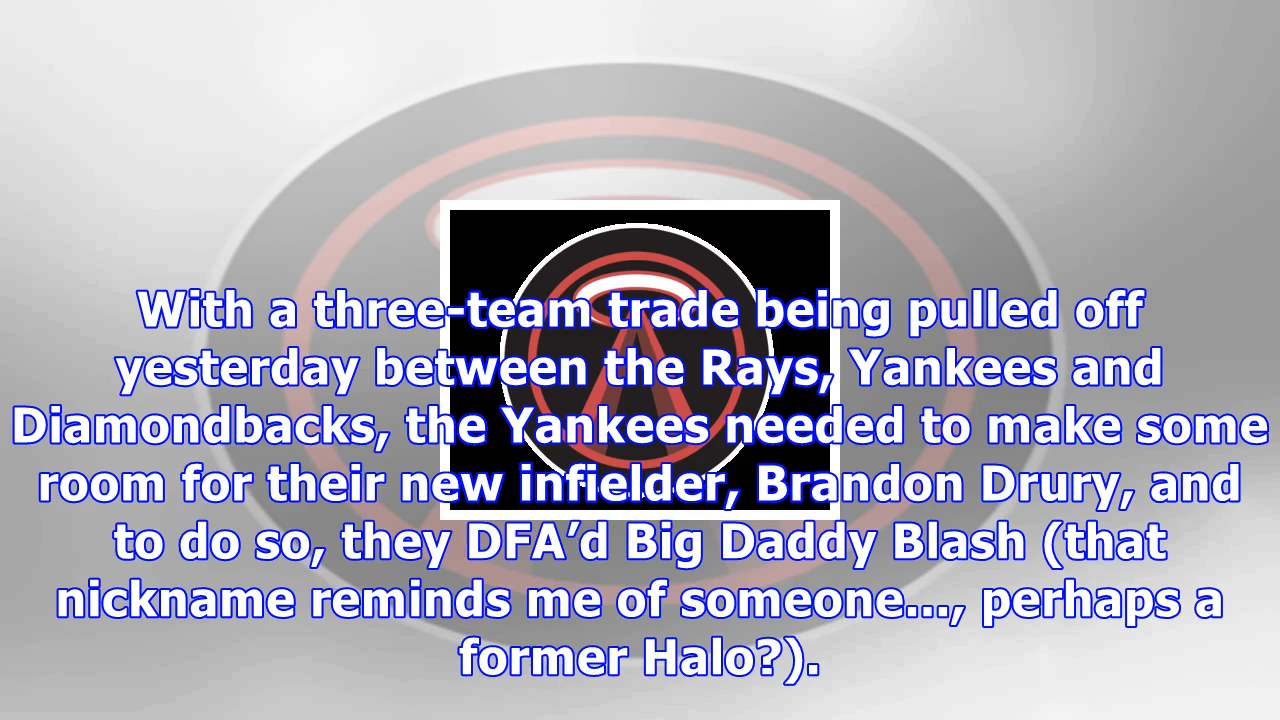 With a three-team trade being pulled off
yesterday between the Rays, Yankees and
Diamondbacks, the Yankees needed to make some
room for their new infielder, Brandon Drury, and
to do so, they DFA’d Big Daddy Blash (that
nickname reminds me of someone..., perhaps a
former Halo?).